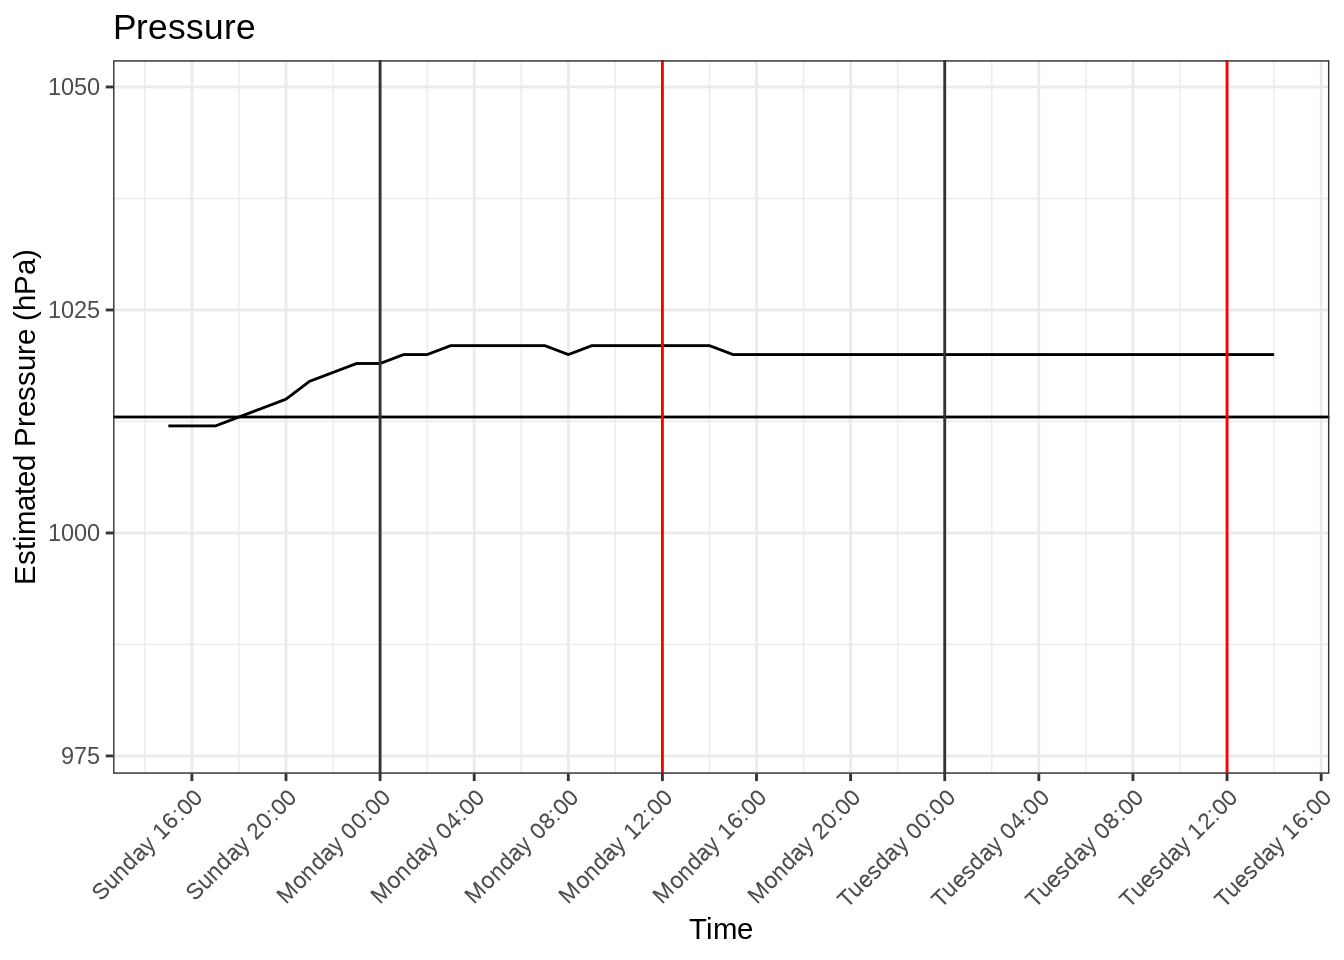 Pressure
Estimated Pressure (hPa)
1050
1025
1000
975
Sunday 16:00
Sunday 20:00
Monday 00:00
Monday 04:00
Monday 08:00
Monday 12:00
Monday 16:00
Monday 20:00
Tuesday 00:00
Tuesday 04:00
Tuesday 08:00
Tuesday 12:00
Tuesday 16:00
Time